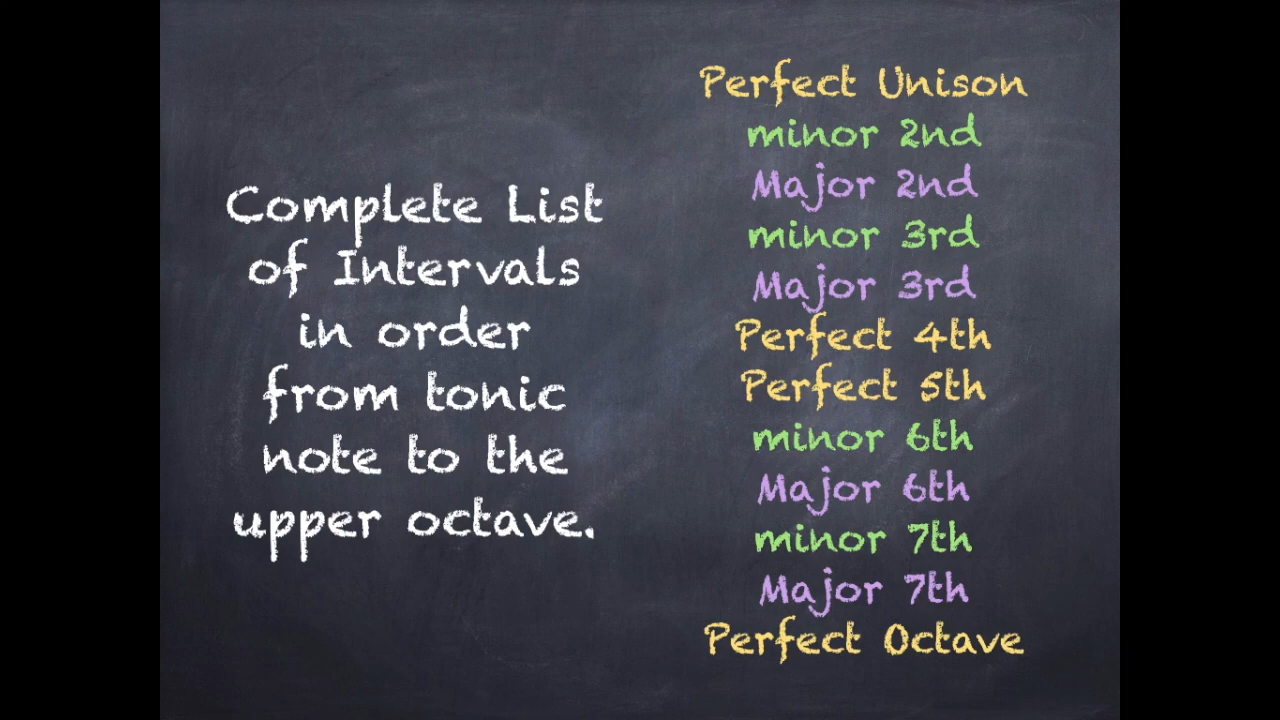 Complete List
of Intervals
in order
from tonic
note to the
upper octave.
Perfect Unison
minor 2nd
Major 2nd
minor 3rd
Major 3rd
Perfect 4th
Perfect 5th
minor 6th
Major 6th
minor 7th
Major 7th
Perfect Octave